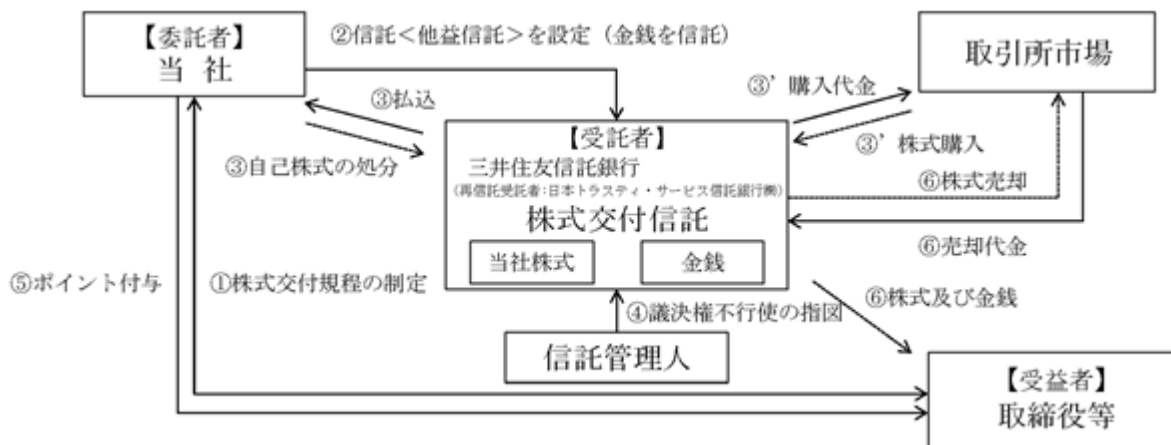 【委託者】
当 社
②信託＜他益信託＞を設定（金銭を信託）
取引所市場
③払込
③’購入代金
③自己株式の処分
【受託者】
三井住友信託銀行
(再信託受託者:日本トラスティ・サービス信託銀行㈱)
株式交付信託
当社株式
金銭
③’株式購入
⑥株式売却
⑥売却代金
⑤ポイント付与
①株式交付規程の制定
④議決権不行使の指図
⑥株式及び金銭
信託管理人
【受益者】
取締役等